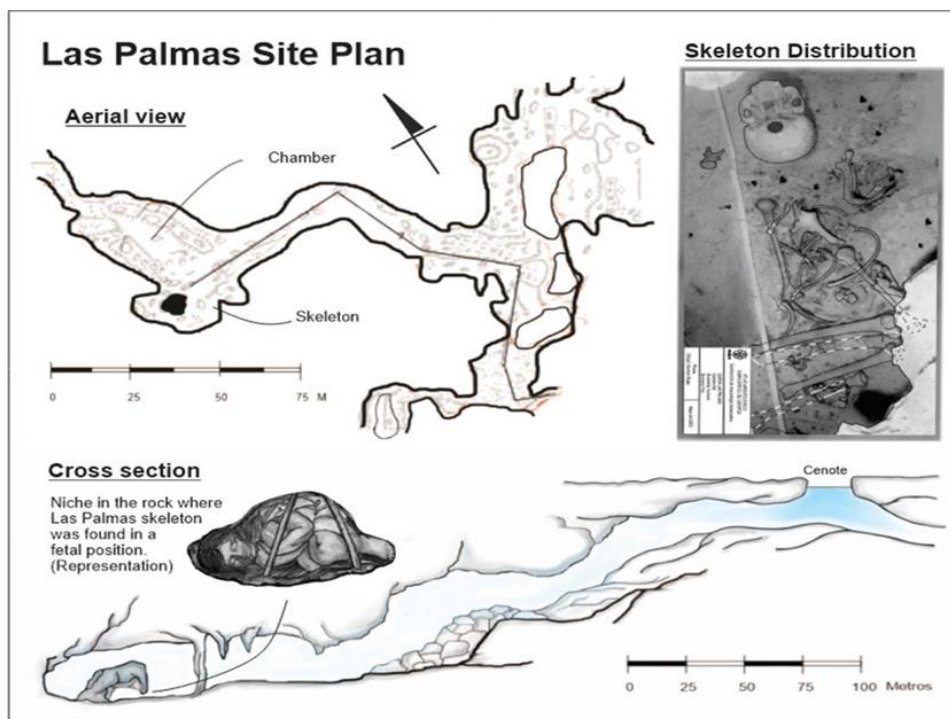 Las Palmas Site Plan
Skeleton Distribution
Aerial view
Chamber
Skeleton
0 25 50 75 M
Cross section
Niche in the rock where
Las Palmas skeleton
was found in a
fetal position.
(Representation)
Cenote
0 25 50 75 100 Metros